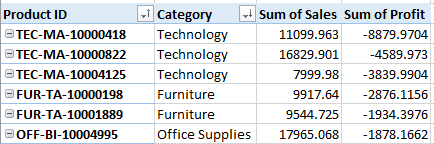 Product ID Category Sum of Sales Sum of Profit
TEC-MA-10000418 Technology 11099.963 -8879.9704
TEC-MA-10000822 Technology 16829.901 -4589.973
TEC-MA-10004125 Technology 7999.98 -3839.9904
FUR-TA-10000198 Furniture 9917.64 -2876.1156
FUR-TA-10001889 Furniture 9544.725 -1934.3976
OFF-BI-10004995 Office Supplies 17965.068 -1878.1662